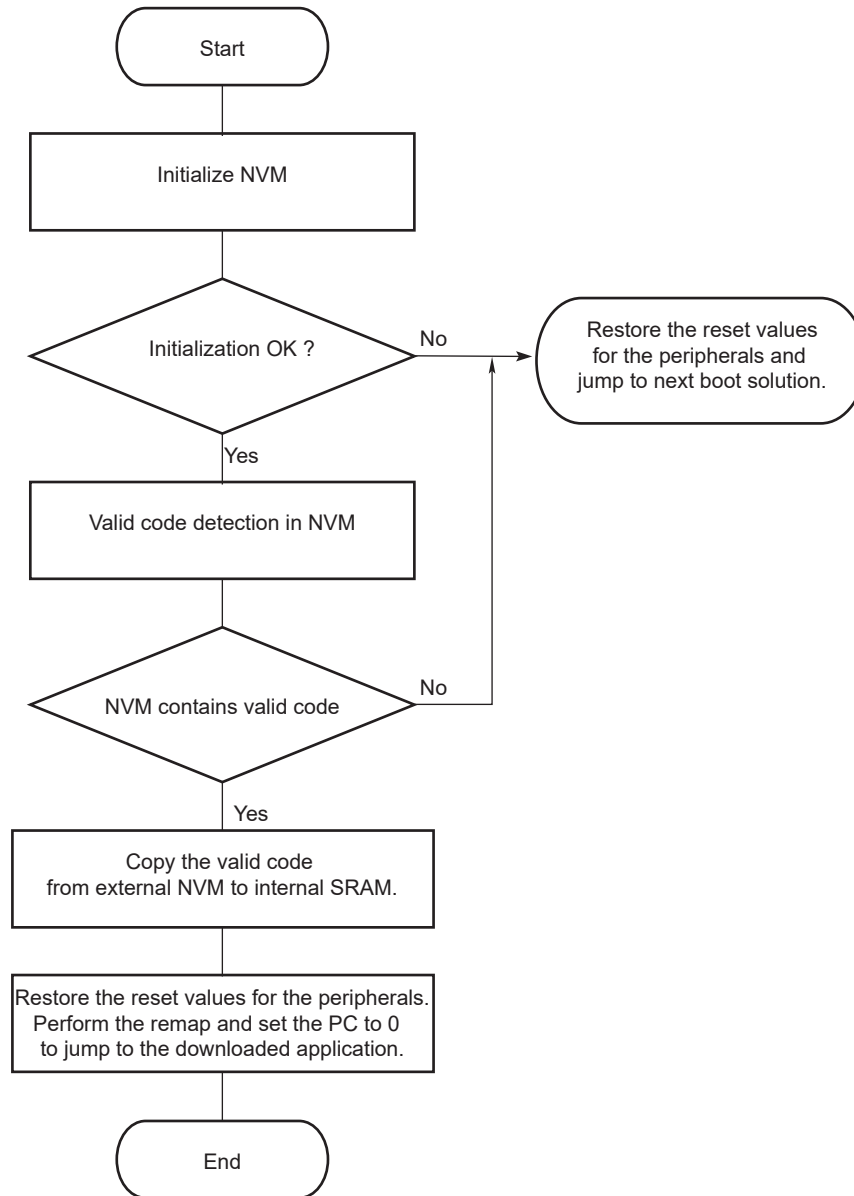 Start
Initialize NVM
Initialization OK ?
No
Restore the reset values
for the peripherals and
jump to next boot solution.
Yes
Valid code detection in NVM
NVM contains valid code
No
Yes
Copy the valid code
from external NVM to internal SRAM.
Restore the reset values for the peripherals.
Perform the remap and set the PC to 0
to jump to the downloaded application.
End